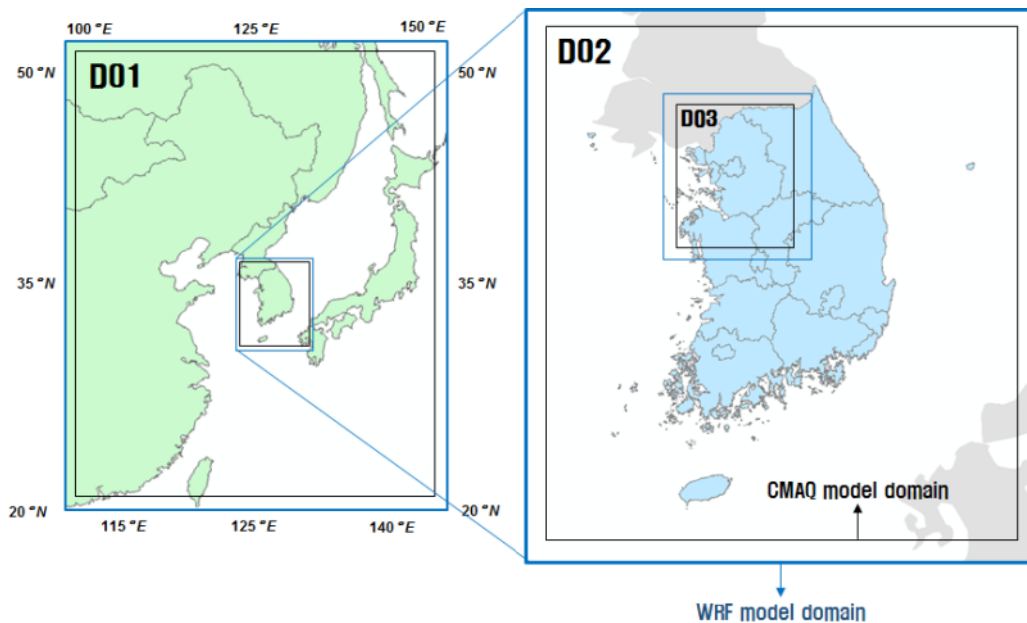 100 °E 125 °E 150 °E
D01
50 °N 50 °N
35 °N 35 °N
20 °N 20 °N
115 °E 125 °E 140 °E
D02
D03
CMAQ model domain
WRF model domain